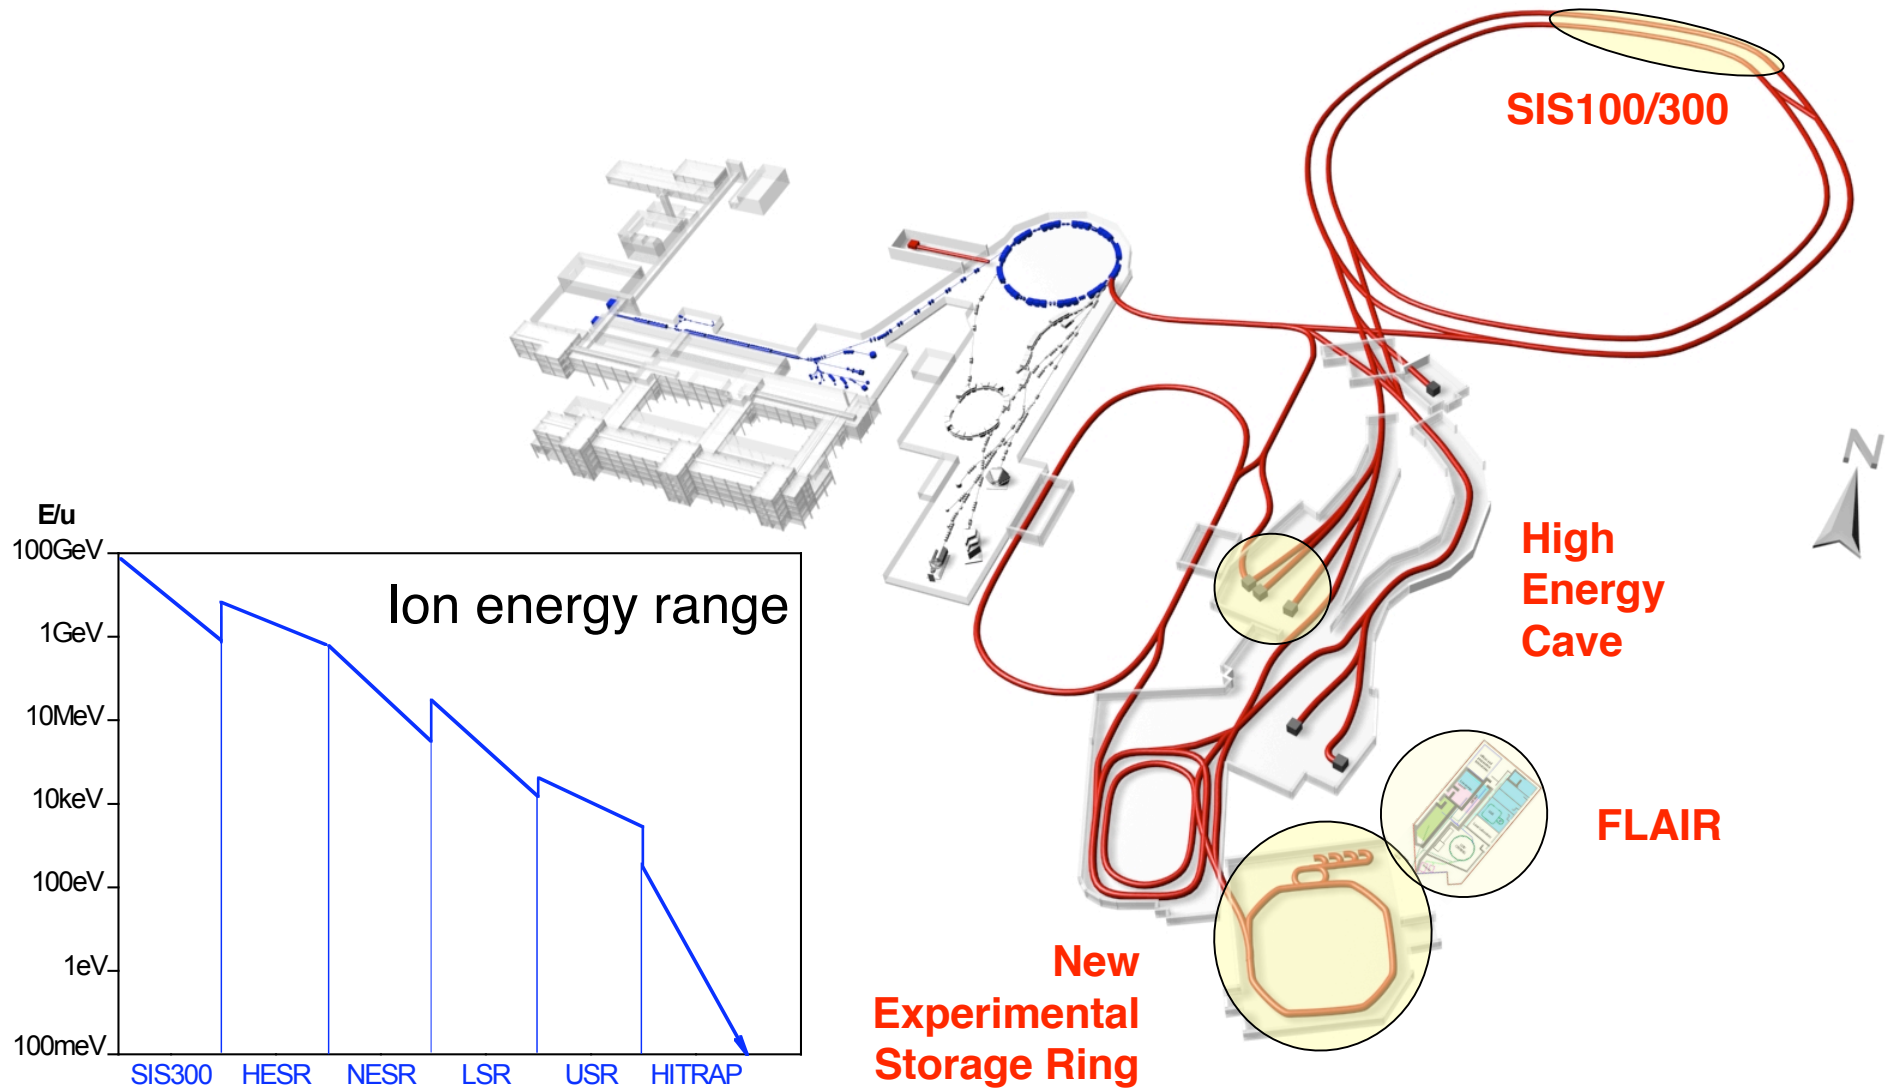 SIS100/300
N
High
Energy
Cave
FLAIR
New
Experimental
Storage Ring
E/u
Ion energy range
100GeV
1GeV
10MeV
10keV
100eV
1eV
100meV
SIS300 HESR NESR LSR USR HITRAP